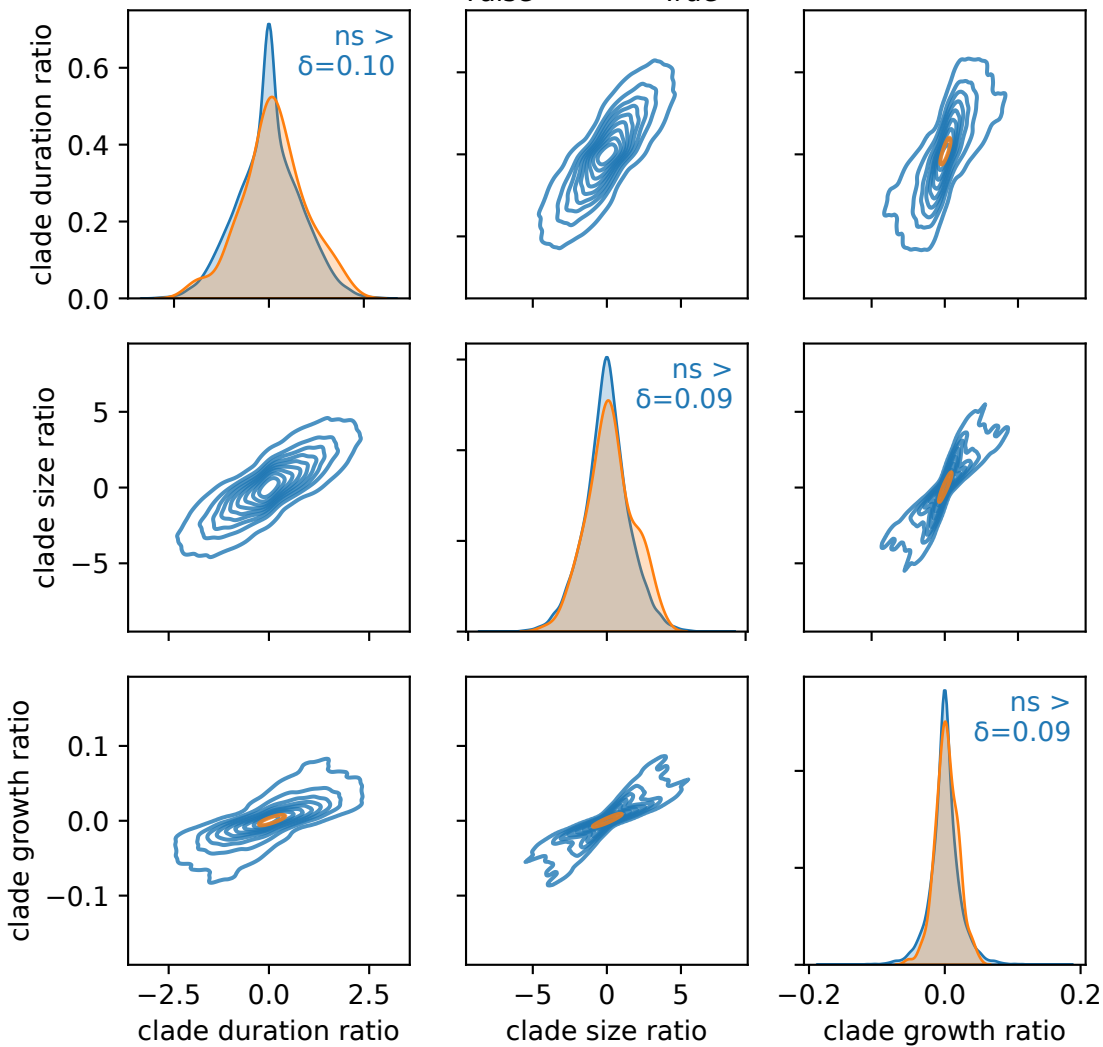 clade duration ratio
0.6
0.4
0.2
0.0
ns >
δ=0.10
clade size ratio
5
0
−5
ns >
δ=0.09
clade growth ratio
0.1
0.0
−0.1
ns >
δ=0.09
−2.5 0.0 2.5
−5 0 5
−0.2 0.0 0.2
clade duration ratio
clade size ratio
clade growth ratio